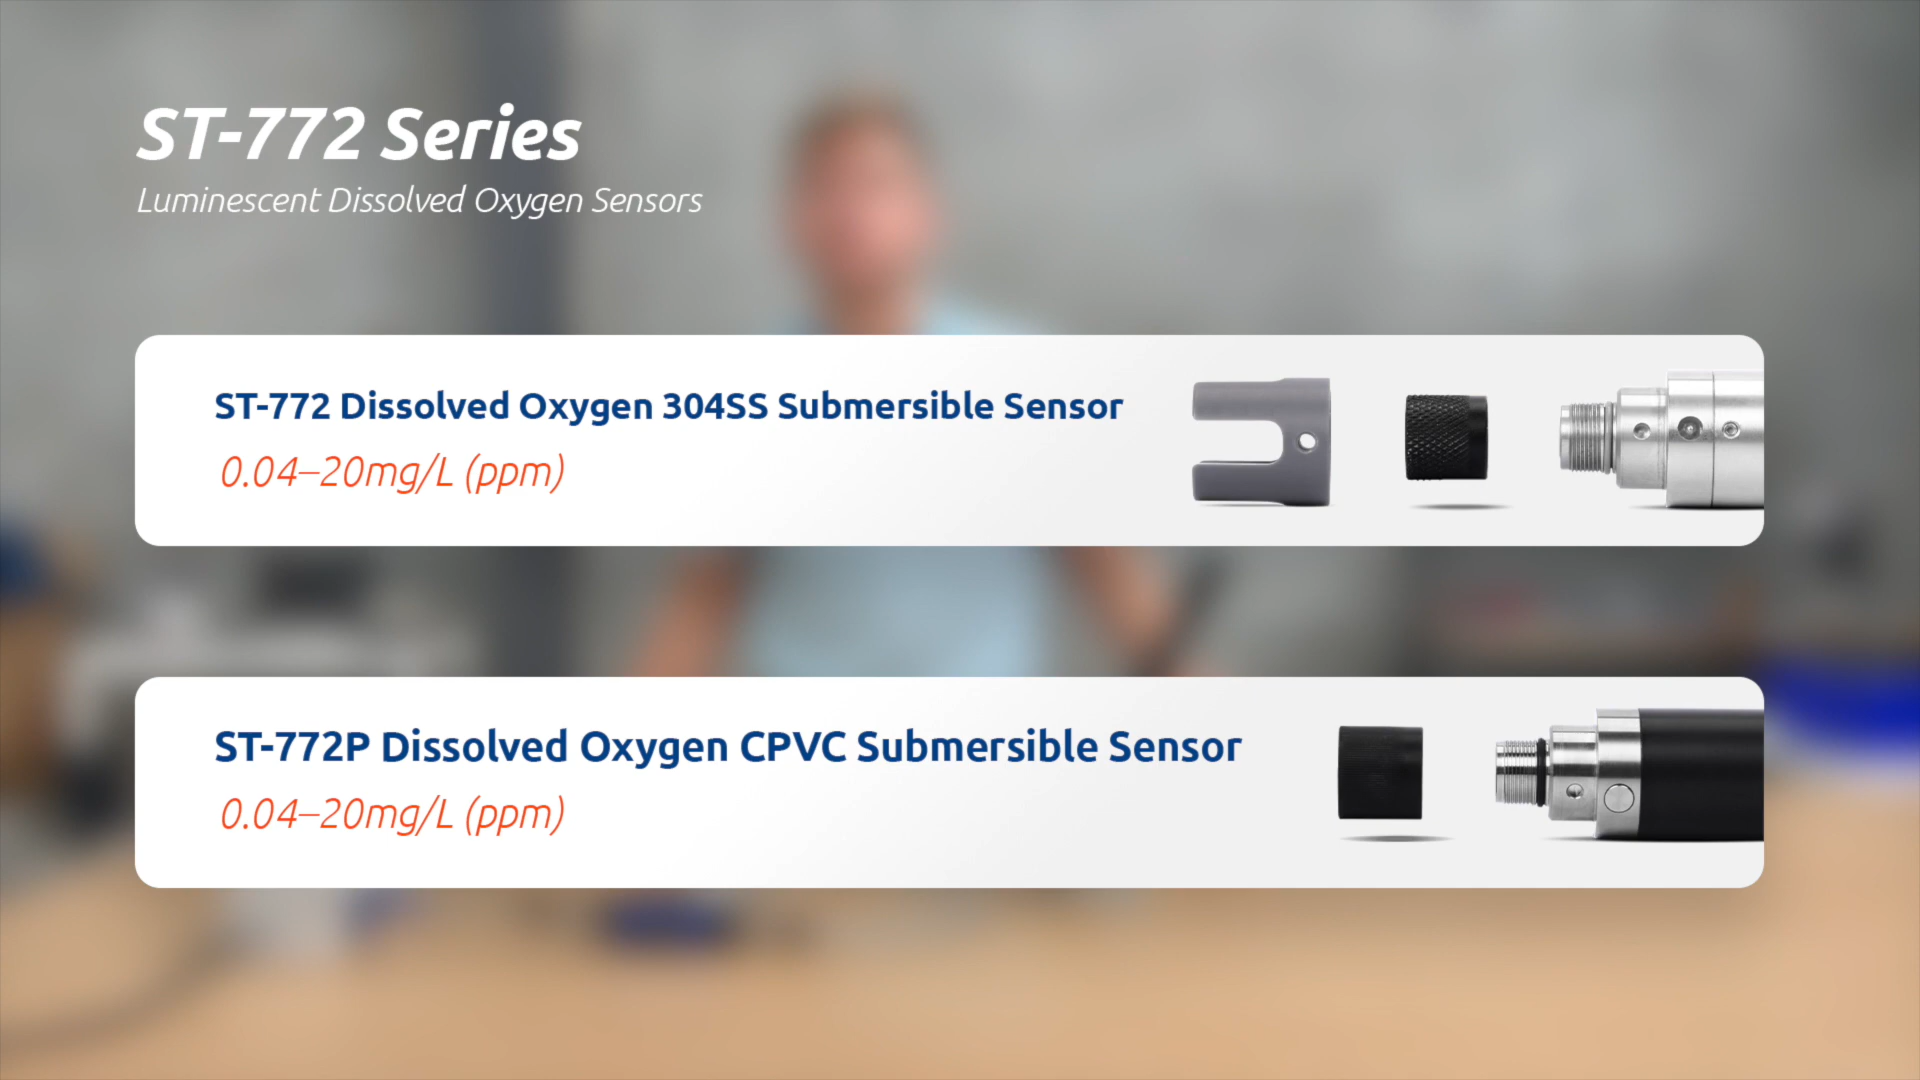 ST-772 Series
Luminescent Dissolved Oxygen Sensors
ST-772 Dissolved Oxygen 304SS Submersible Sensor
0.04–20mg/L (ppm)
ST-772P Dissolved Oxygen CPVC Submersible Sensor
0.04–20mg/L (ppm)